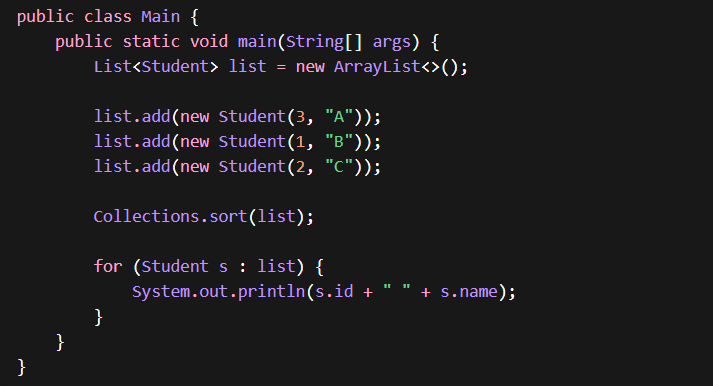 public class Main {
    public static void main(String[] args) {
        List<Student> list = new ArrayList<>();

        list.add(new Student(3, "A"));
        list.add(new Student(1, "B"));
        list.add(new Student(2, "C"));

        Collections.sort(list);

        for (Student s : list) {
            System.out.println(s.id + " " + s.name);
        }
    }
}